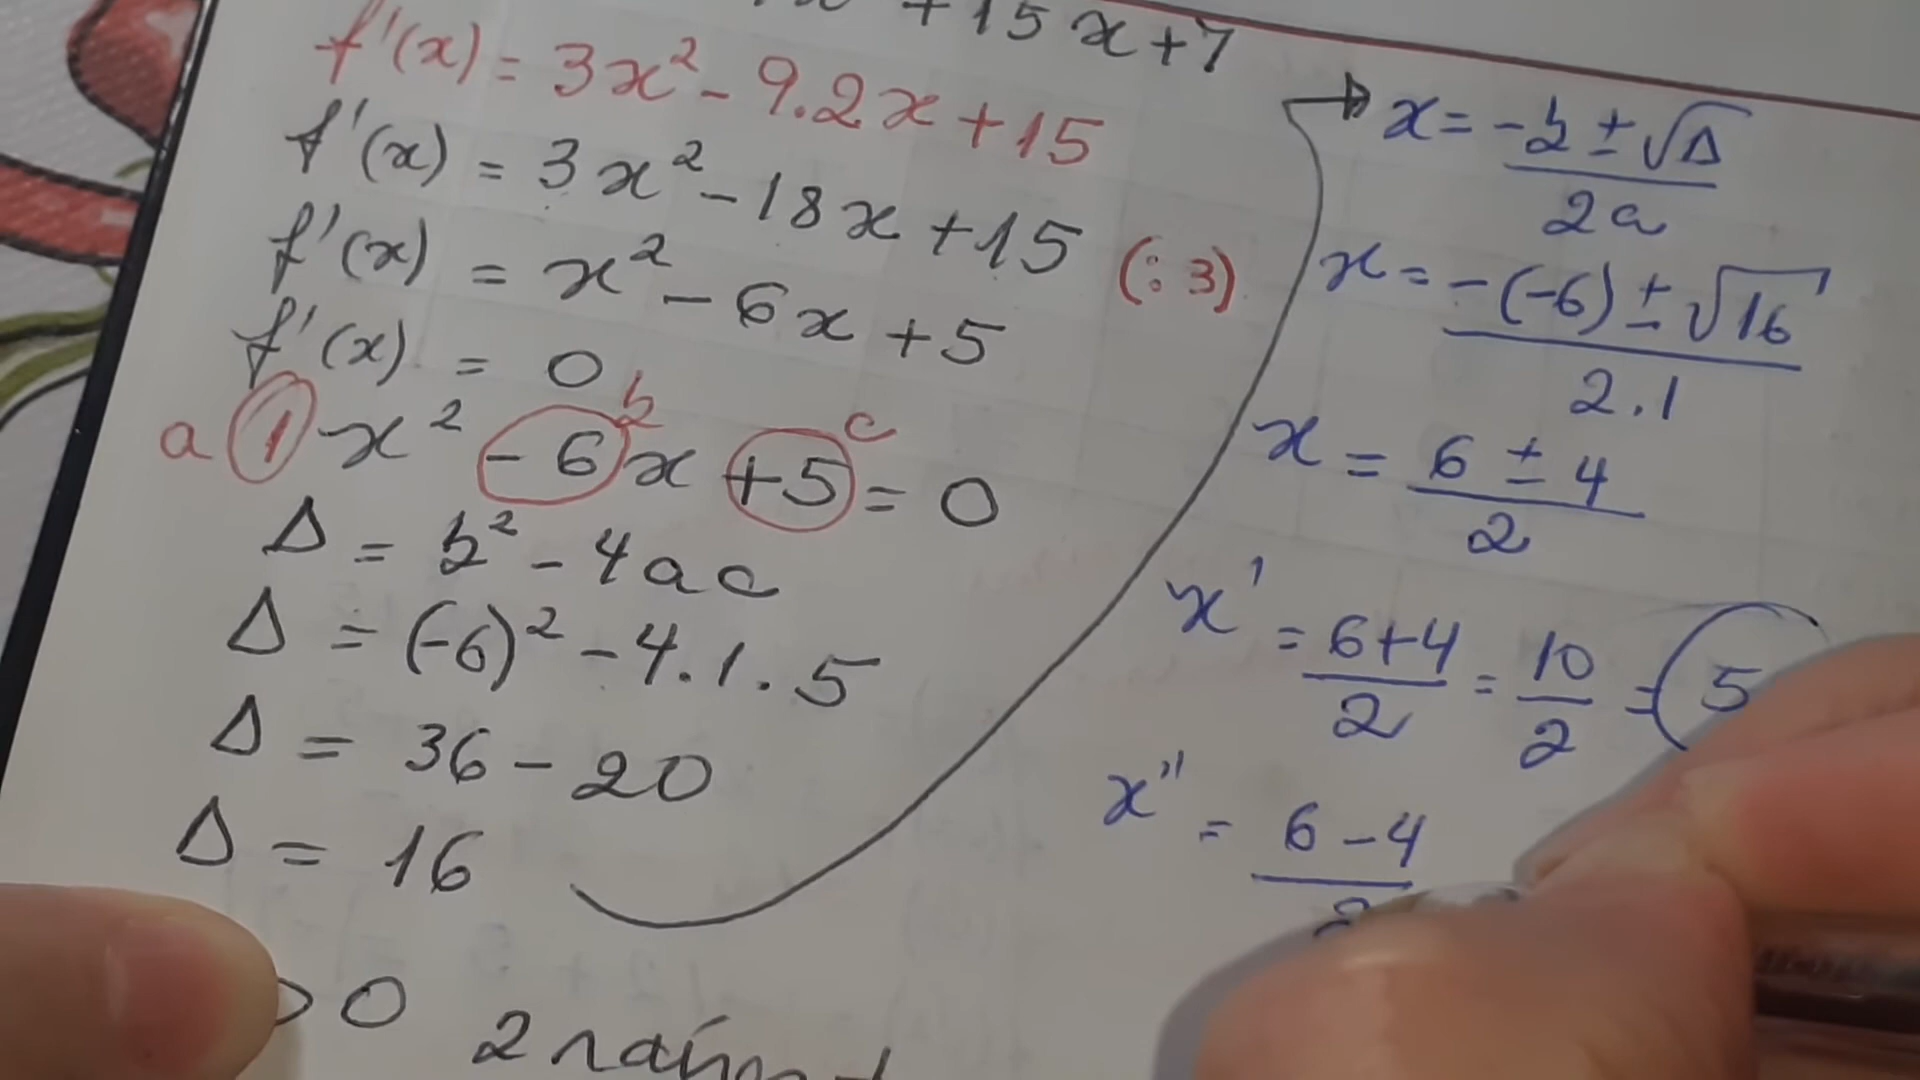 +15x+7
f'(x) = 3x² - 9.2x + 15
f'(x) = 3x² - 18x + 15 (: 3)
f'(x) = x² - 6x + 5
f'(x) = 0
a 1x² - 6 b x + 5 c = 0
Δ = b² - 4ac
Δ = (-6)² - 4.1.5
Δ = 36 - 20
Δ = 16
> 0 2
x = -b ± √Δ / 2a
x = -(-6) ± √16 / 2.1
x = 6 ± 4 / 2
x' = 6+4 / 2 = 10 / 2 = 5
x" = 6 - 4 / 2